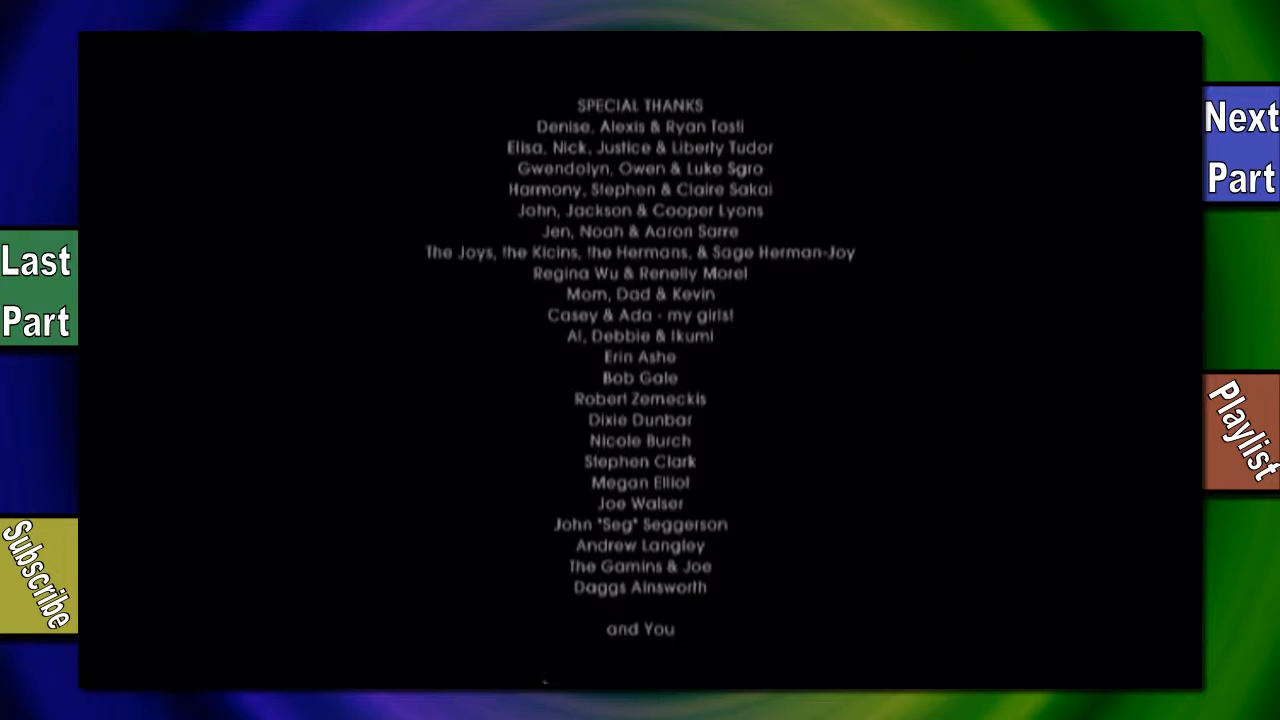 SPECIAL THANKS
Denise, Alexis & Ryan Tosti
Elisa, Nick, Justice & Liberty Tudor
Gwendolyn, Owen & Luke Sgro
Harmony, Stephen & Claire Sakai
John, Jackson & Cooper Lyons
Jen, Noah & Aaron Sarre
The Joys, the Kicins, the Hermans, & Sage Herman-Joy
Regina Wu & Renelly Morel
Mom, Dad & Kevin
Casey & Ada - my girls!
Al, Debbie & Ikumi
Erin Ashe
Bob Gale
Robert Zemeckis
Dixie Dunbar
Nicole Burch
Stephen Clark
Megan Elliot
Joe Walser
John "Seg" Seggerson
Andrew Langley
The Gamins & Joe
Daggs Ainsworth
and You
Last
Part
Subscribe
Next
Part
Playlist